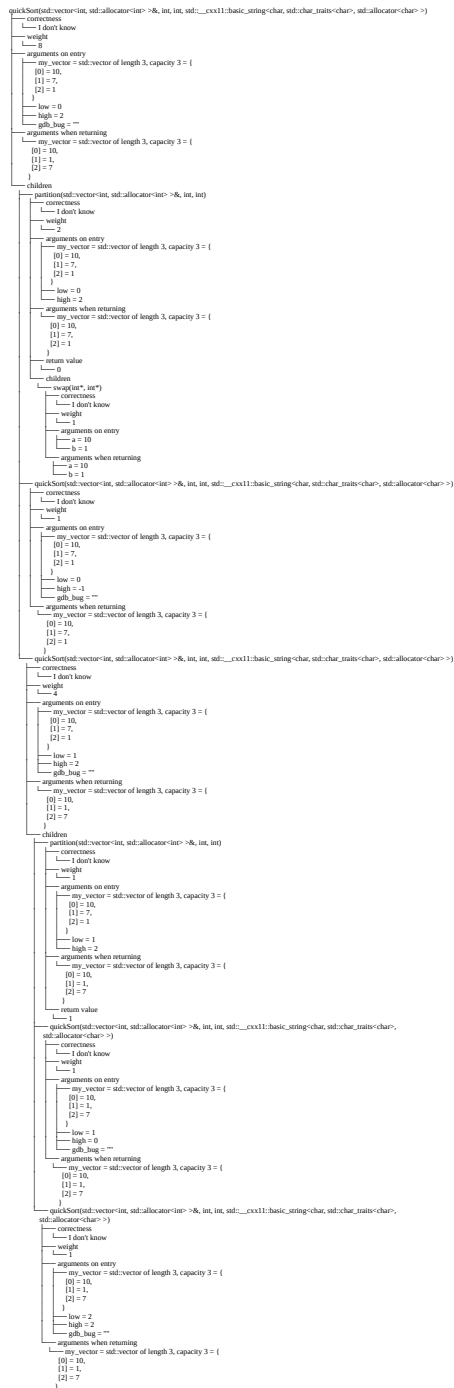 quickSort(std::vector<int, std::allocator<int> >&, int, int, std::__cxx11::basic_string<char, std::char_traits<char>, std::allocator<char> >)
correctness
I don't know
weight
8
arguments on entry
my_vector = std::vector of length 3, capacity 3 = {
[0] = 10,
[1] = 7,
[2] = 1
}
low = 0
high = 2
gdb_bug = ""
arguments when returning
my_vector = std::vector of length 3, capacity 3 = {
[0] = 10,
[1] = 1,
[2] = 7
}
children
partition(std::vector<int, std::allocator<int> >&, int, int)
correctness
I don't know
weight
2
arguments on entry
my_vector = std::vector of length 3, capacity 3 = {
[0] = 10,
[1] = 7,
[2] = 1
}
low = 0
high = 2
arguments when returning
my_vector = std::vector of length 3, capacity 3 = {
[0] = 10,
[1] = 7,
[2] = 1
}
return value
0
children
swap(int*, int*)
correctness
I don't know
weight
1
arguments on entry
a = 10
b = 1
arguments when returning
a = 10
b = 1
quickSort(std::vector<int, std::allocator<int> >&, int, int, std::__cxx11::basic_string<char, std::char_traits<char>, std::allocator<char> >)
correctness
I don't know
weight
1
arguments on entry
my_vector = std::vector of length 3, capacity 3 = {
[0] = 10,
[1] = 7,
[2] = 1
}
low = 0
high = -1
gdb_bug = ""
arguments when returning
my_vector = std::vector of length 3, capacity 3 = {
[0] = 10,
[1] = 7,
[2] = 1
}
quickSort(std::vector<int, std::allocator<int> >&, int, int, std::__cxx11::basic_string<char, std::char_traits<char>, std::allocator<char> >)
correctness
I don't know
weight
4
arguments on entry
my_vector = std::vector of length 3, capacity 3 = {
[0] = 10,
[1] = 7,
[2] = 1
}
low = 1
high = 2
gdb_bug = ""
arguments when returning
my_vector = std::vector of length 3, capacity 3 = {
[0] = 10,
[1] = 1,
[2] = 7
}
children
partition(std::vector<int, std::allocator<int> >&, int, int)
correctness
I don't know
weight
1
arguments on entry
my_vector = std::vector of length 3, capacity 3 = {
[0] = 10,
[1] = 7,
[2] = 1
}
low = 1
high = 2
arguments when returning
my_vector = std::vector of length 3, capacity 3 = {
[0] = 10,
[1] = 1,
[2] = 7
}
return value
1
quickSort(std::vector<int, std::allocator<int> >&, int, int, std::__cxx11::basic_string<char, std::char_traits<char>,
std::allocator<char> >)
correctness
I don't know
weight
1
arguments on entry
my_vector = std::vector of length 3, capacity 3 = {
[0] = 10,
[1] = 1,
[2] = 7
}
low = 1
high = 0
gdb_bug = ""
arguments when returning
my_vector = std::vector of length 3, capacity 3 = {
[0] = 10,
[1] = 1,
[2] = 7
}
quickSort(std::vector<int, std::allocator<int> >&, int, int, std::__cxx11::basic_string<char, std::char_traits<char>,
std::allocator<char> >)
correctness
I don't know
weight
1
arguments on entry
my_vector = std::vector of length 3, capacity 3 = {
[0] = 10,
[1] = 1,
[2] = 7
}
low = 2
high = 2
gdb_bug = ""
arguments when returning
my_vector = std::vector of length 3, capacity 3 = {
[0] = 10,
[1] = 1,
[2] = 7
}